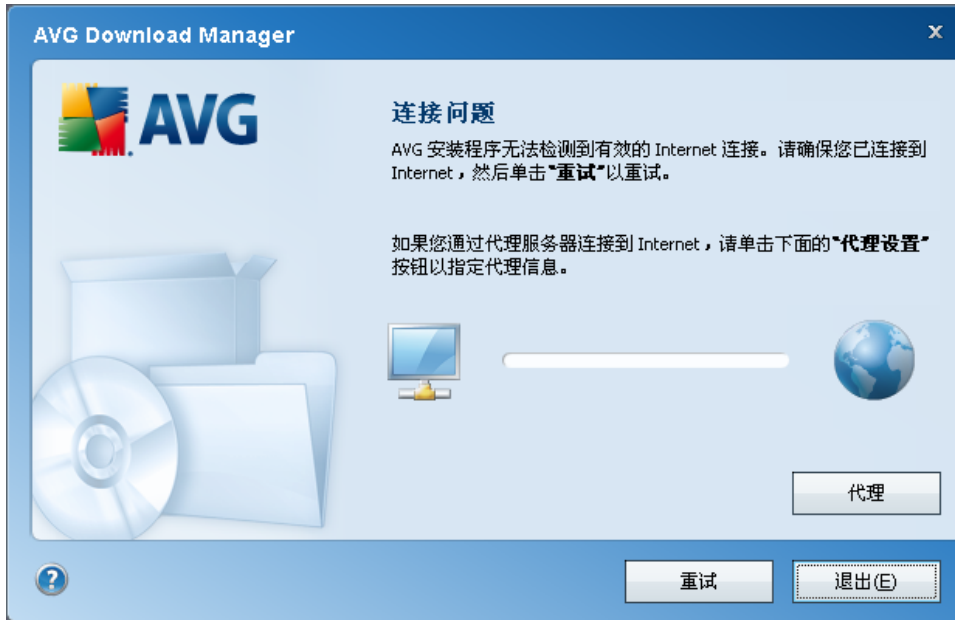 AVG Download Manager
x
AVG
连接问题
AVG 安装程序无法检测到有效的 Internet 连接。请确保您已连接到
Internet，然后单击"重试"以重试。
如果您通过代理服务器连接到 Internet，请单击下面的"代理设置"
按钮以指定代理信息。
代理
?
重试
退出(E)